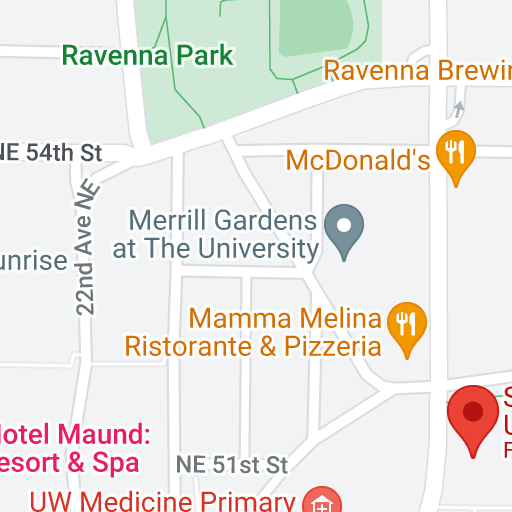 Ravenna Park
Ravenna Brewin
NE 54th St
McDonald's
22nd Ave NE
Merrill Gardens
at The University
unrise
Mamma Melina
Ristorante & Pizzeria
S
U
F
Hotel Maund:
esort & Spa
NE 51st St
UW Medicine Primary